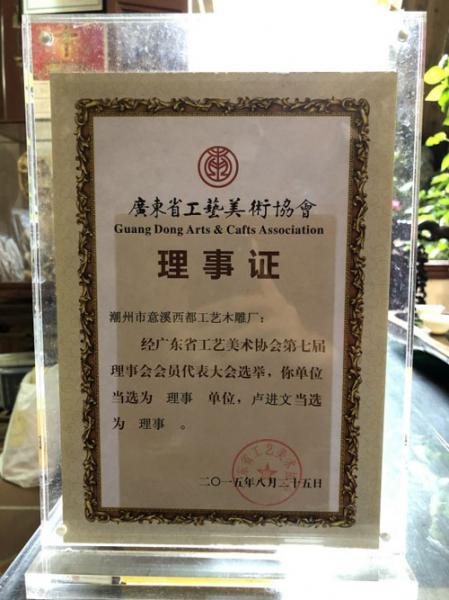 廣東省工藝美術協會
Guang Dong Arts & Cafts Association
理事证
潮州市意溪西都工艺木雕厂：
经广东省工艺美术协会第七届
理事会会员代表大会选举，你单位
当选为 理事 单位，卢进文当选
为 理事 。
二〇一五年八月二十五日